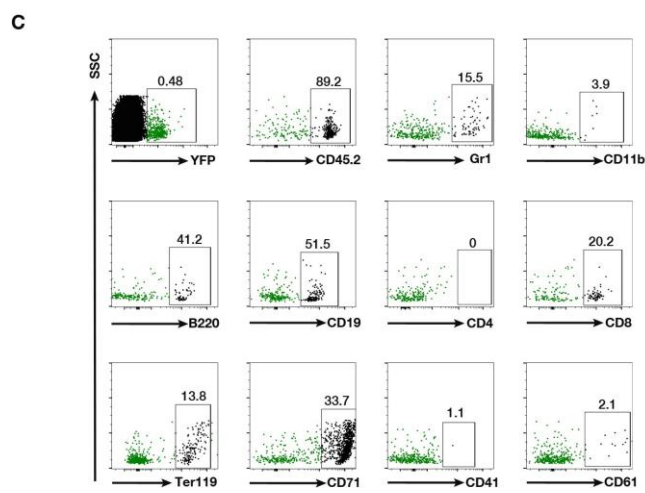 C
SSC
0.48
89.2
15.5
3.9
YFP
CD45.2
Gr1
CD11b
41.2
51.5
0
20.2
B220
CD19
CD4
CD8
13.8
33.7
1.1
2.1
Ter119
CD71
CD41
CD61